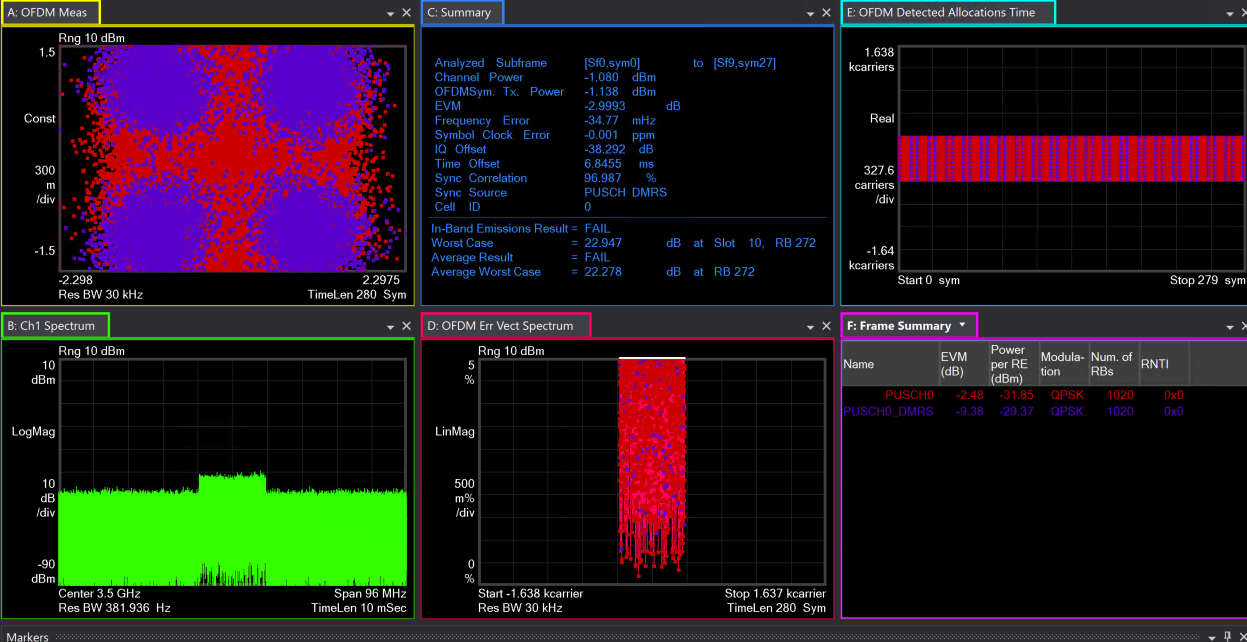 A: OFDM Meas
Rng 10 dBm
1.5
Const
300
m
/div
-1.5
-2.298 2.2975
Res BW 30 kHz TimeLen 280 Sym
C: Summary
Analyzed Subframe [Sf0,sym0] to [Sf9,sym27]
Channel Power -1.080 dBm
OFDMSym. Tx. Power -1.138 dBm
EVM -2.9993 dB
Frequency Error -34.77 mHz
Symbol Clock Error -0.001 ppm
IQ Offset -38.292 dB
Time Offset 6.8455 ms
Sync Correlation 96.987 %
Sync Source PUSCH DMRS
Cell ID 0
In-Band Emissions Result = FAIL
Worst Case = 22.947 dB at Slot 10, RB 272
Average Result = FAIL
Average Worst Case = 22.278 dB at RB 272
E: OFDM Detected Allocations Time
1.638
kcarriers
Real
327.6
carriers
/div
-1.64
kcarriers
Start 0 sym Stop 279 sym
B: Ch1 Spectrum
Rng 10 dBm
10
dBm
LogMag
10
dB
/div
-90
dBm
Center 3.5 GHz Span 96 MHz
Res BW 381.936 Hz TimeLen 10 mSec
D: OFDM Err Vect Spectrum
Rng 10 dBm
5
%
LinMag
500
m%
/div
0
%
Start -1.638 kcarrier Stop 1.637 kcarrier
Res BW 30 kHz TimeLen 280 Sym
F: Frame Summary
Name EVM (dB) Power per RE (dBm) Modula-tion Num. of RBs RNTI
PUSCH0 -2.48 -31.85 QPSK 1020 0x0
PUSCH0_DMRS -9.38 -29.37 QPSK 1020 0x0
Markers